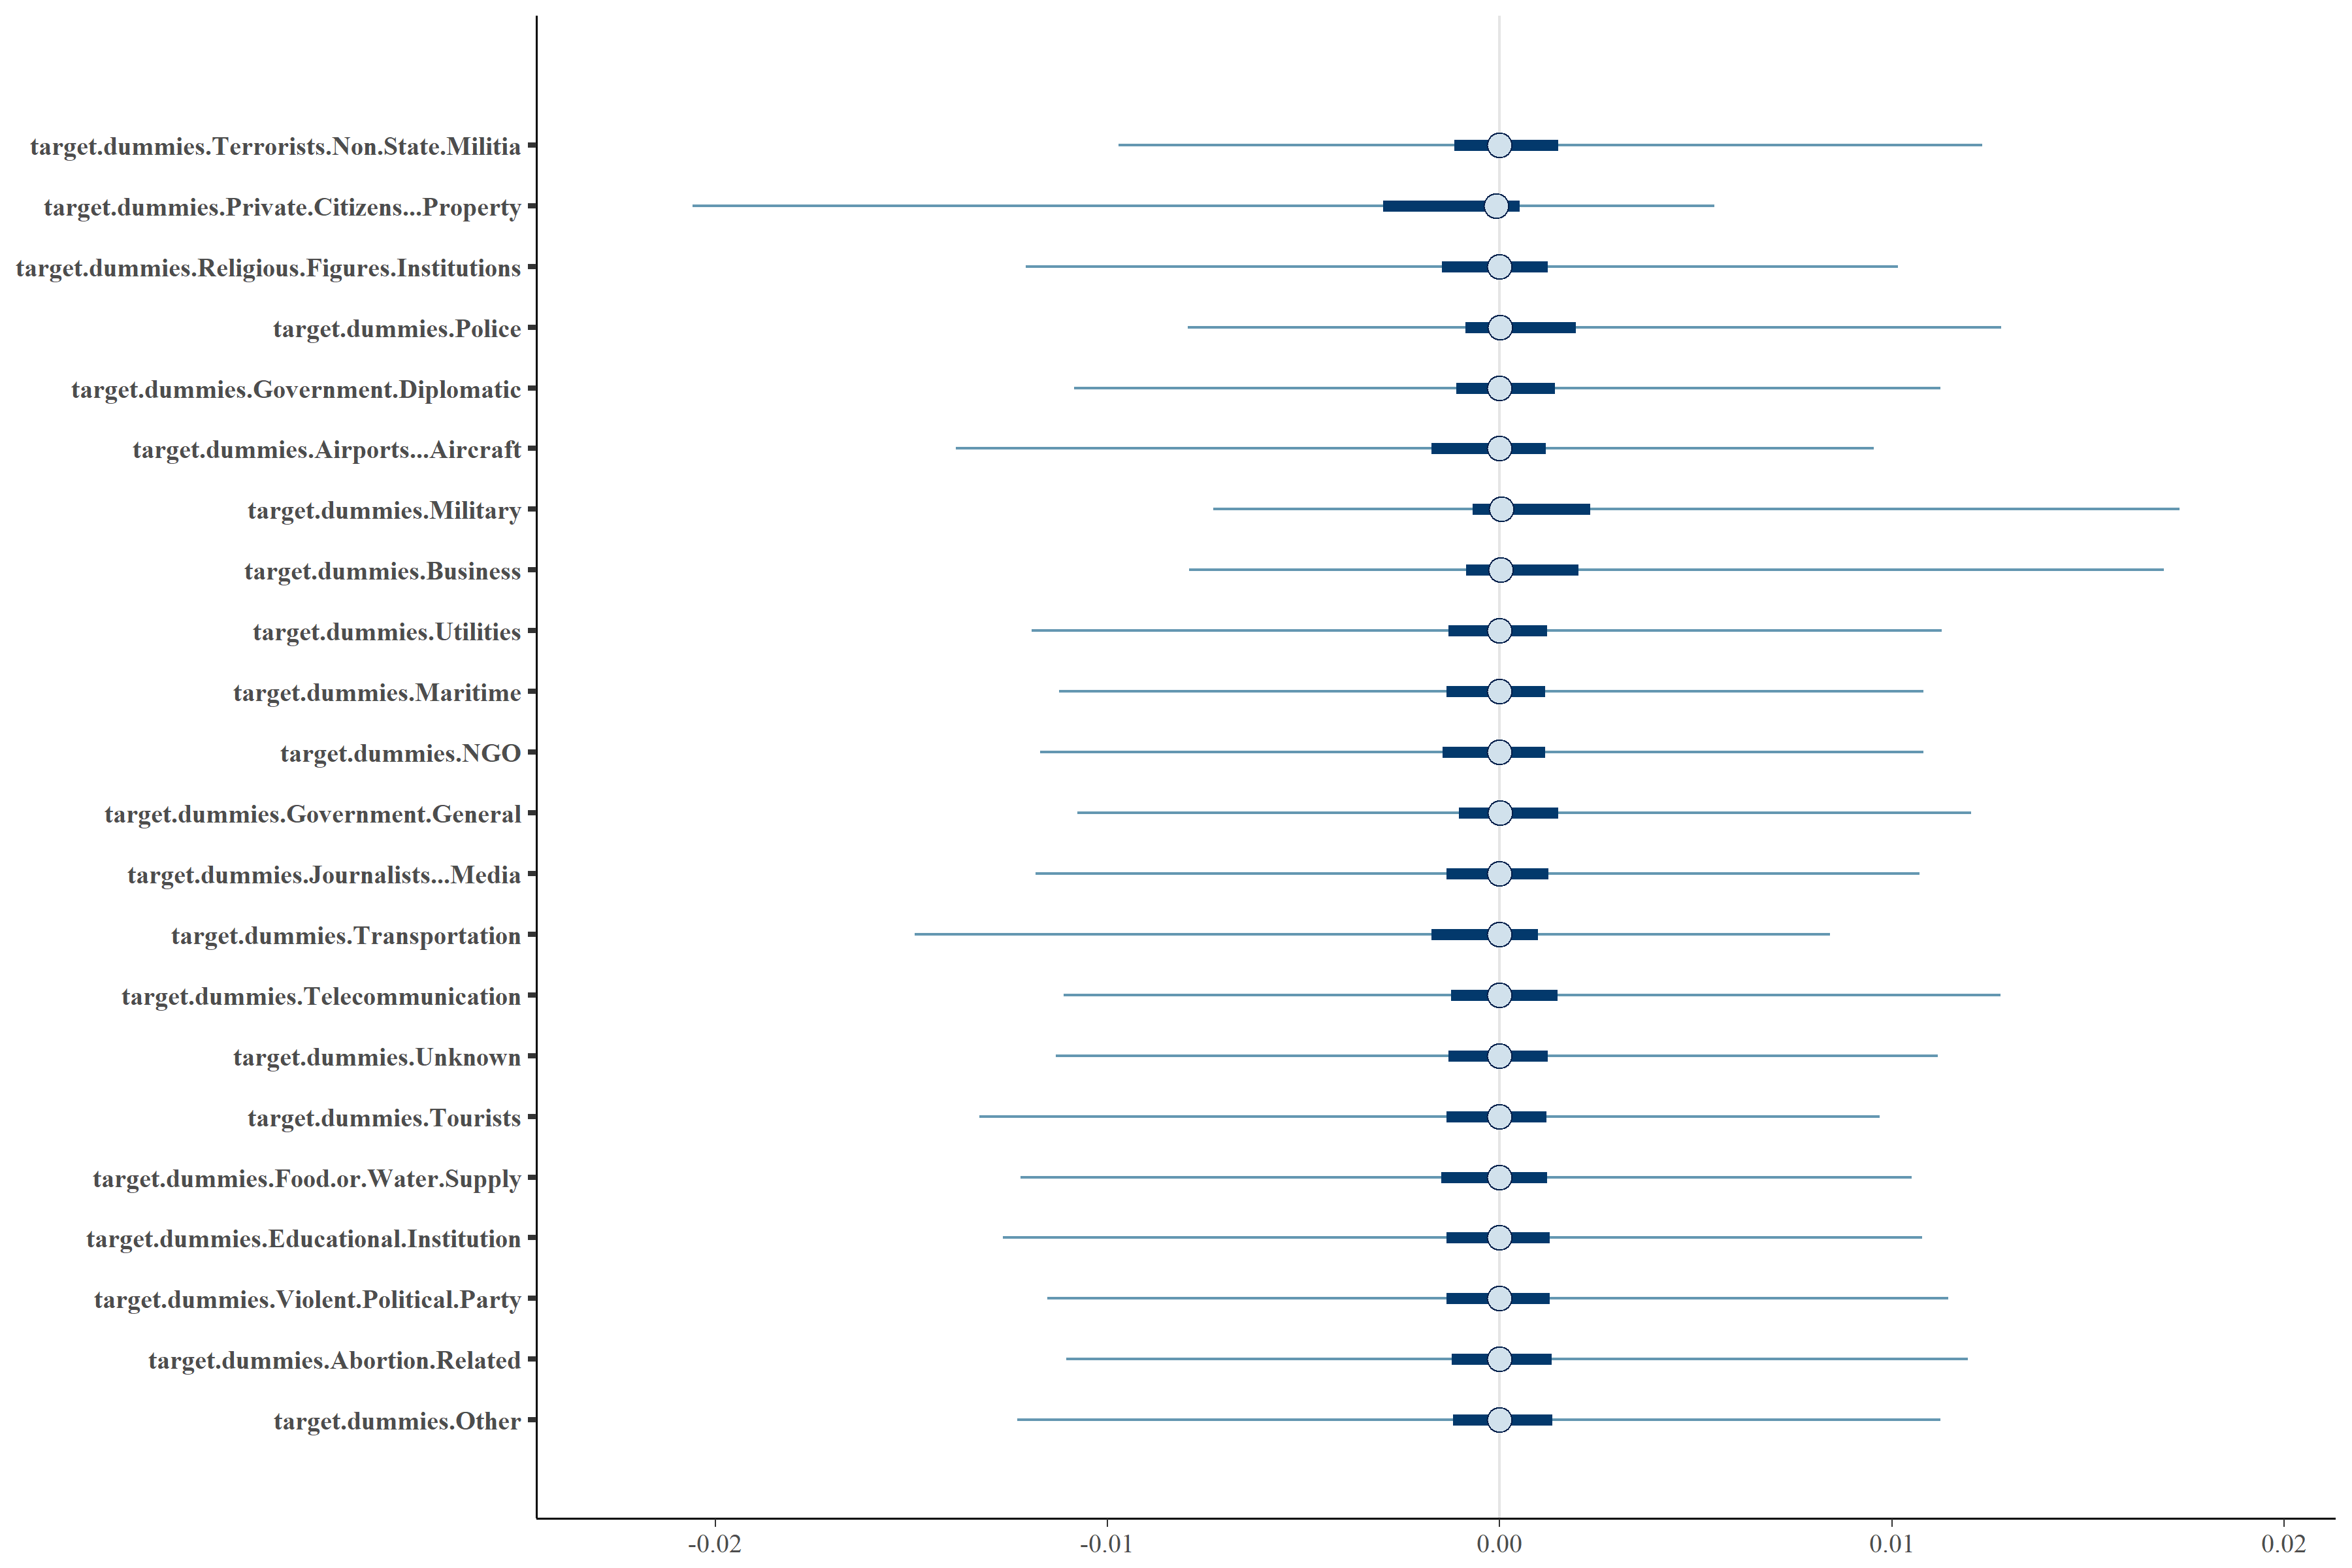 target.dummies.Terrorists.Non.State.Militia
target.dummies.Private.Citizens...Property
target.dummies.Religious.Figures.Institutions
target.dummies.Police
target.dummies.Government.Diplomatic
target.dummies.Airports...Aircraft
target.dummies.Military
target.dummies.Business
target.dummies.Utilities
target.dummies.Maritime
target.dummies.NGO
target.dummies.Government.General
target.dummies.Journalists...Media
target.dummies.Transportation
target.dummies.Telecommunication
target.dummies.Unknown
target.dummies.Tourists
target.dummies.Food.or.Water.Supply
target.dummies.Educational.Institution
target.dummies.Violent.Political.Party
target.dummies.Abortion.Related
target.dummies.Other
-0.02 -0.01 0.00 0.01 0.02